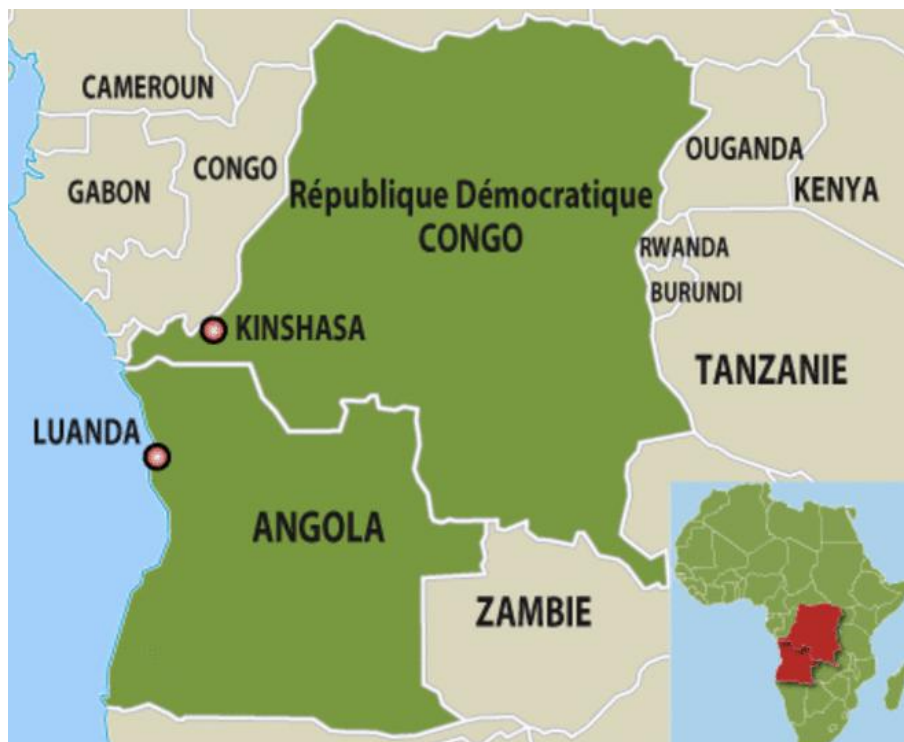 CAMEROUN
CONGO
GABON
OUGANDA
KENYA
République Démocratique
CONGO
RWANDA
BURUNDI
KINSHASA
TANZANIE
LUANDA
ANGOLA
ZAMBIE